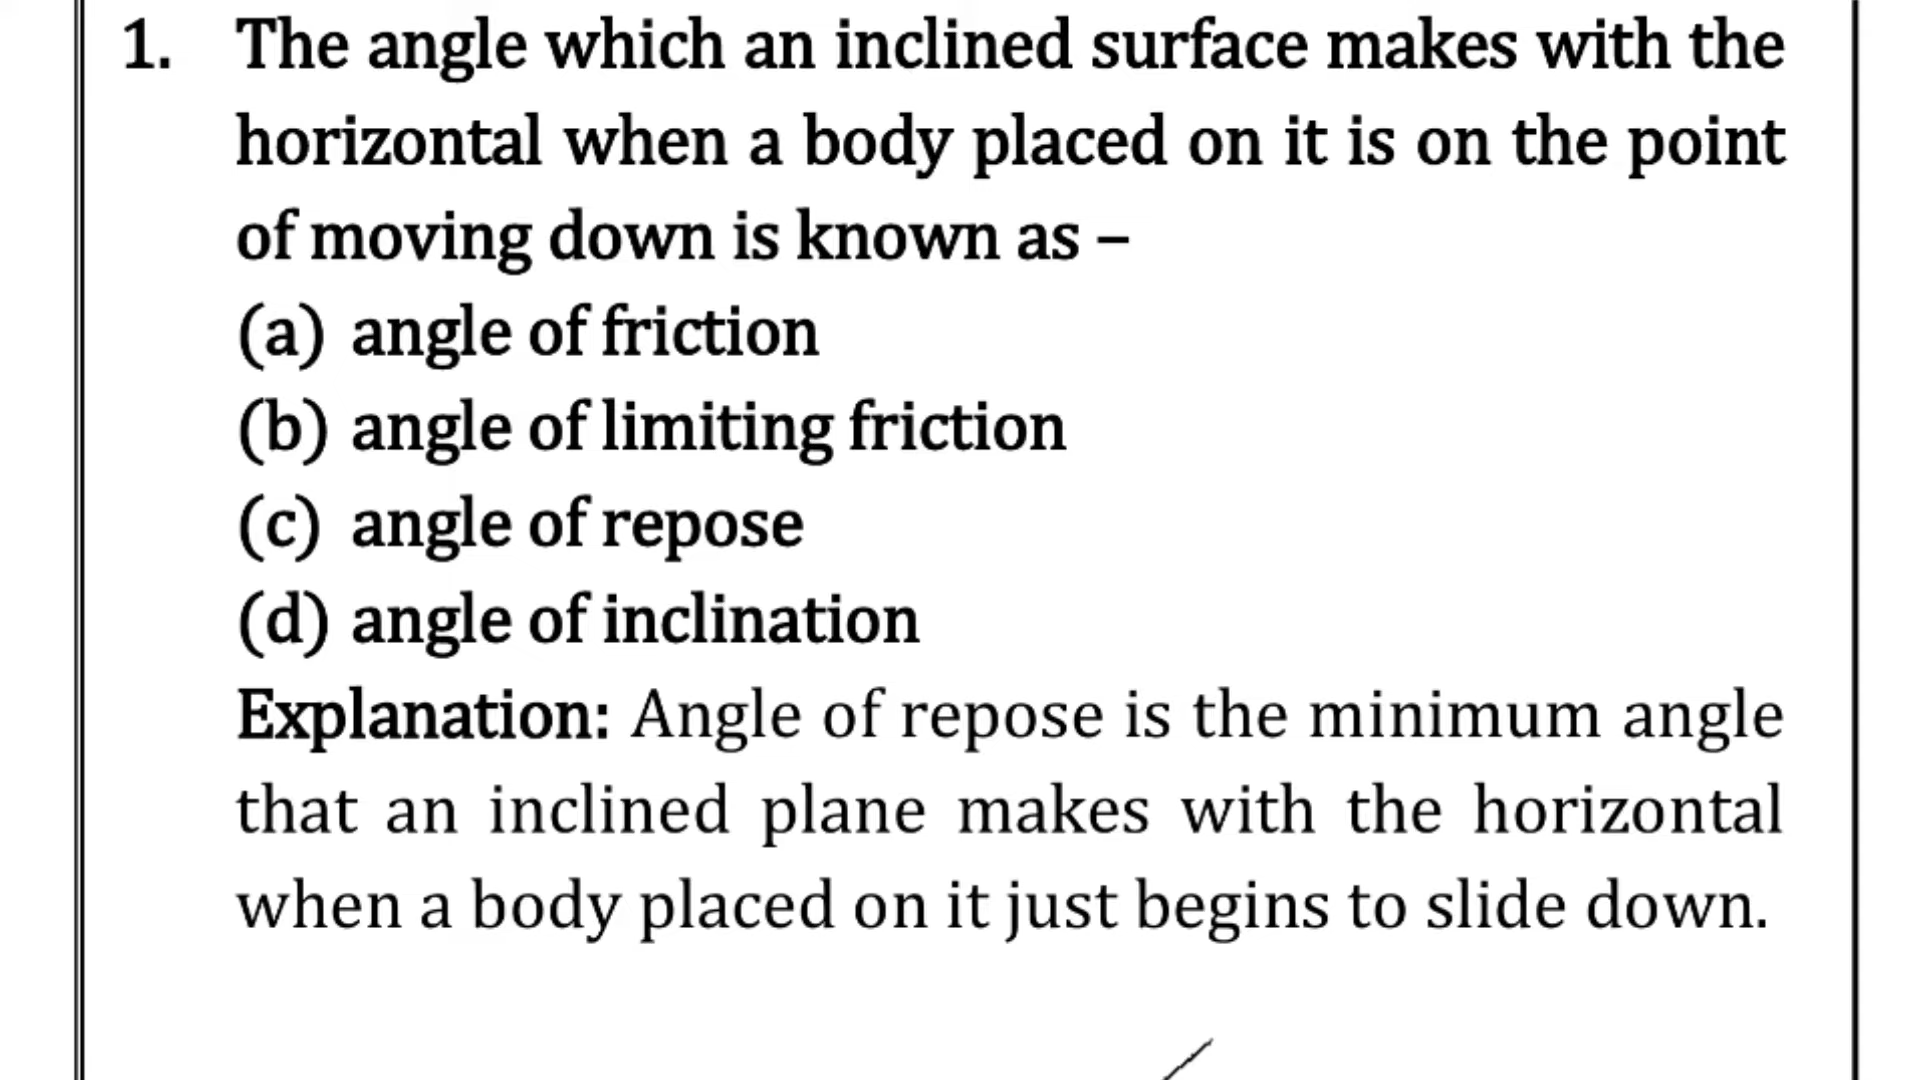 1. The angle which an inclined surface makes with the
horizontal when a body placed on it is on the point
of moving down is known as –
(a) angle of friction
(b) angle of limiting friction
(c) angle of repose
(d) angle of inclination
Explanation: Angle of repose is the minimum angle
that an inclined plane makes with the horizontal
when a body placed on it just begins to slide down.